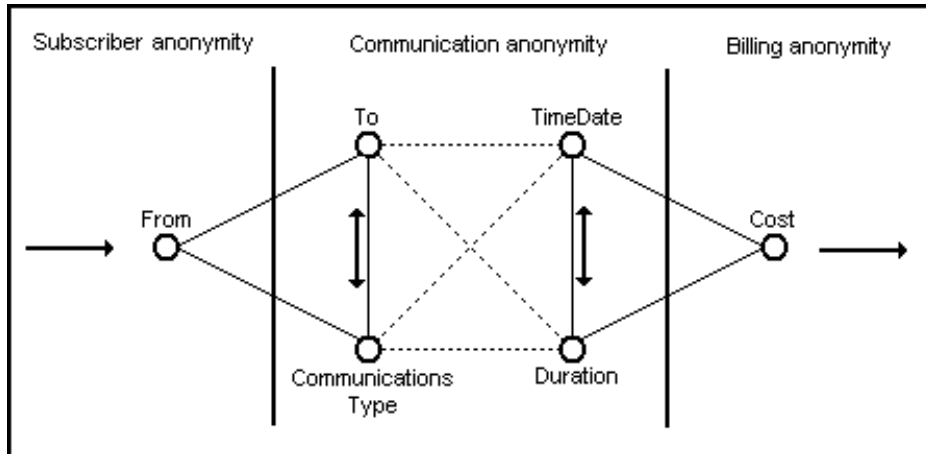 Subscriber anonymity
Communication anonymity
Billing anonymity
To
TimeDate
From
Cost
Communications
Type
Duration